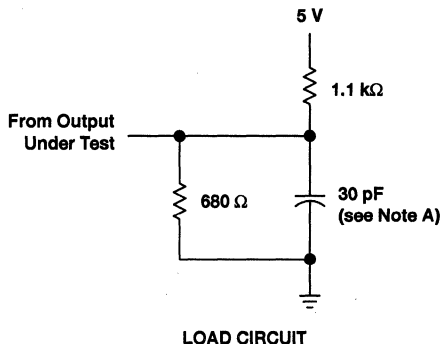 5 V
1.1 kΩ
From Output
Under Test
680 Ω
30 pF
(see Note A)
LOAD CIRCUIT